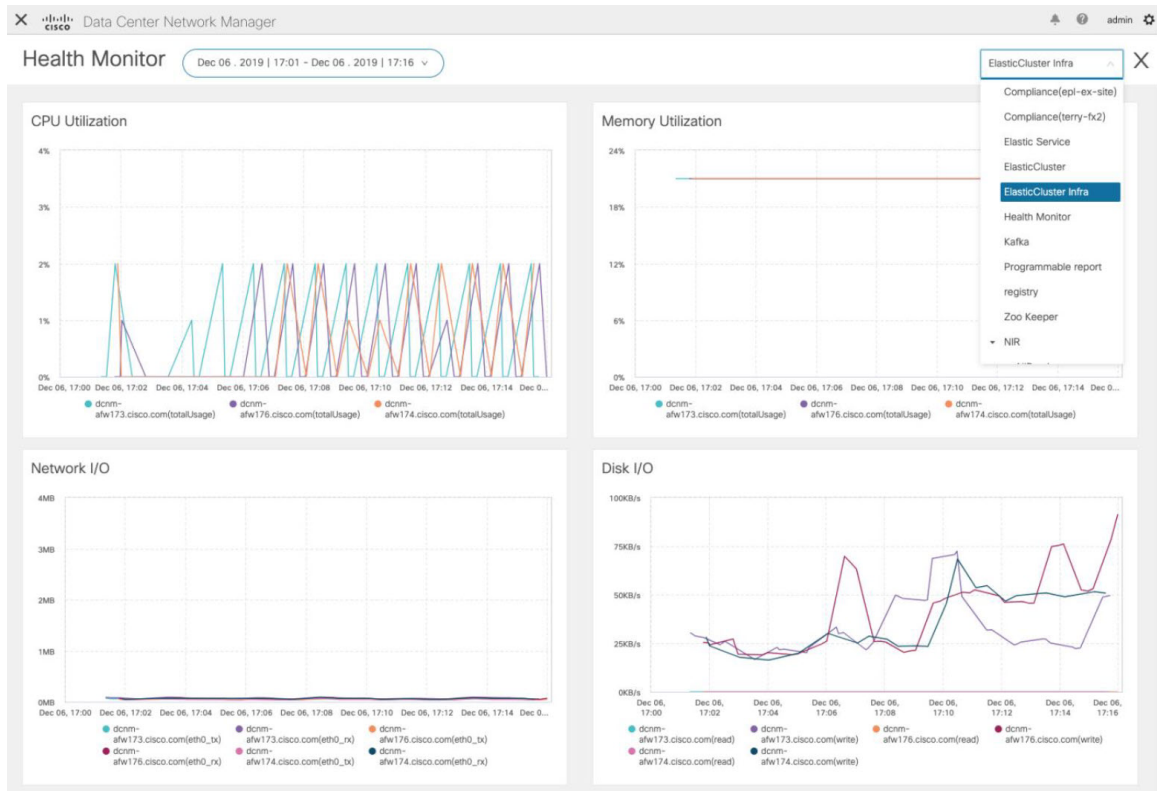 cisco Data Center Network Manager
admin
Health Monitor
Dec 06 . 2019 | 17:01 - Dec 06 . 2019 | 17:16
ElasticCluster Infra
Compliance(epl-ex-site)
Compliance(terry-fx2)
Elastic Service
ElasticCluster
ElasticCluster Infra
Health Monitor
Kafka
Programmable report
registry
Zoo Keeper
NIR
CPU Utilization
4%
3%
2%
1%
0%
Dec 06, 17:00 Dec 06, 17:02 Dec 06, 17:04 Dec 06, 17:06 Dec 06, 17:08 Dec 06, 17:10 Dec 06, 17:12 Dec 06, 17:14 Dec 0...
dcnm- dcnm- dcnm-
afw173.cisco.com(totalUsage) afw176.cisco.com(totalUsage) afw174.cisco.com(totalUsage)
Memory Utilization
24%
18%
12%
6%
0%
Dec 06, 17:00 Dec 06, 17:02 Dec 06, 17:04 Dec 06, 17:06 Dec 06, 17:08 Dec 06, 17:10 Dec 06, 17:12 Dec 06, 17:14 Dec 0...
dcnm- dcnm- dcnm-
afw173.cisco.com(totalUsage) afw176.cisco.com(totalUsage) afw174.cisco.com(totalUsage)
Network I/O
4MB
3MB
2MB
1MB
0MB
Dec 06, 17:00 Dec 06, 17:02 Dec 06, 17:04 Dec 06, 17:06 Dec 06, 17:08 Dec 06, 17:10 Dec 06, 17:12 Dec 06, 17:14 Dec 0...
dcnm- dcnm- dcnm-
afw173.cisco.com(eth0_tx) afw173.cisco.com(eth0_rx) afw176.cisco.com(eth0_tx)
dcnm- dcnm- dcnm-
afw176.cisco.com(eth0_rx) afw174.cisco.com(eth0_tx) afw174.cisco.com(eth0_rx)
Disk I/O
100KB/s
75KB/s
50KB/s
25KB/s
0KB/s
Dec 06, Dec 06, Dec 06, Dec 06, Dec 06, Dec 06, Dec 06, Dec 06, Dec 06,
17:00 17:02 17:04 17:06 17:08 17:10 17:12 17:14 17:16
dcnm- dcnm- dcnm- dcnm-
afw173.cisco.com(read) afw173.cisco.com(write) afw176.cisco.com(read) afw176.cisco.com(write)
dcnm- dcnm-
afw174.cisco.com(read) afw174.cisco.com(write)